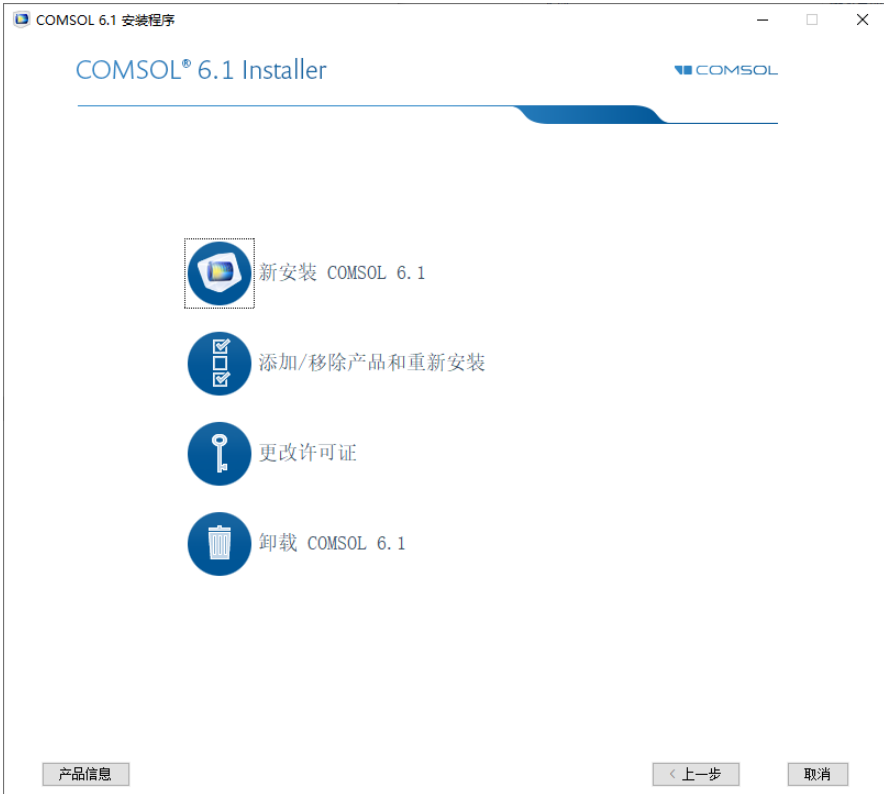 COMSOL 6.1 安装程序
COMSOL® 6.1 Installer
COMSOL
新安装 COMSOL 6.1
添加/移除产品和重新安装
更改许可证
卸载 COMSOL 6.1
产品信息
< 上一步
取消